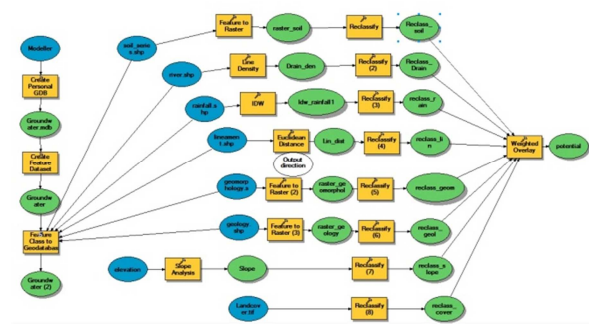 Feature to
Raster
raster_soil
Reclassify
Reclass_
soil
Modeller
soil_some
s.shp
Create
Personal
GDB
river.shp
Line
Density
Drain_den
Reclassify
(2)
Reclass_
Drain
Groundw
ater.mdb
rainfall.s
hp
IDW
Idw_rainfall1
Reclassify
(3)
reclass_r
ain
Create
Feature
Dataset
lineamen
t.shp
Euclidean
Distance
Lin_dist
Reclassify
(4)
reclass_li
n
Weighted
Overlay
potential
Output
direction
Groundw
ater
geomorp
hology.s
Feature to
Raster (2)
raster_ge
omorphol
Reclassify
(5)
reclass_geom
Feature
Class to
Geodatabas
geology.
shp
Feature to
Raster (3)
raster_ge
ology
Reclassify
(6)
reclass_
geol
elevation
Slope
Analysis
Slope
Reclassify
(7)
reclass_s
lope
Groundw
ater (2)
Landcov
er.tif
Reclassify
(8)
reclass_
cover